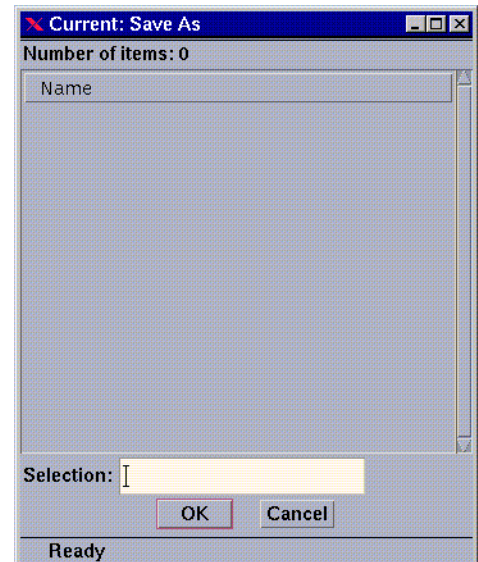 Current: Save As
Number of items: 0
Name
Selection:
OK Cancel
Ready